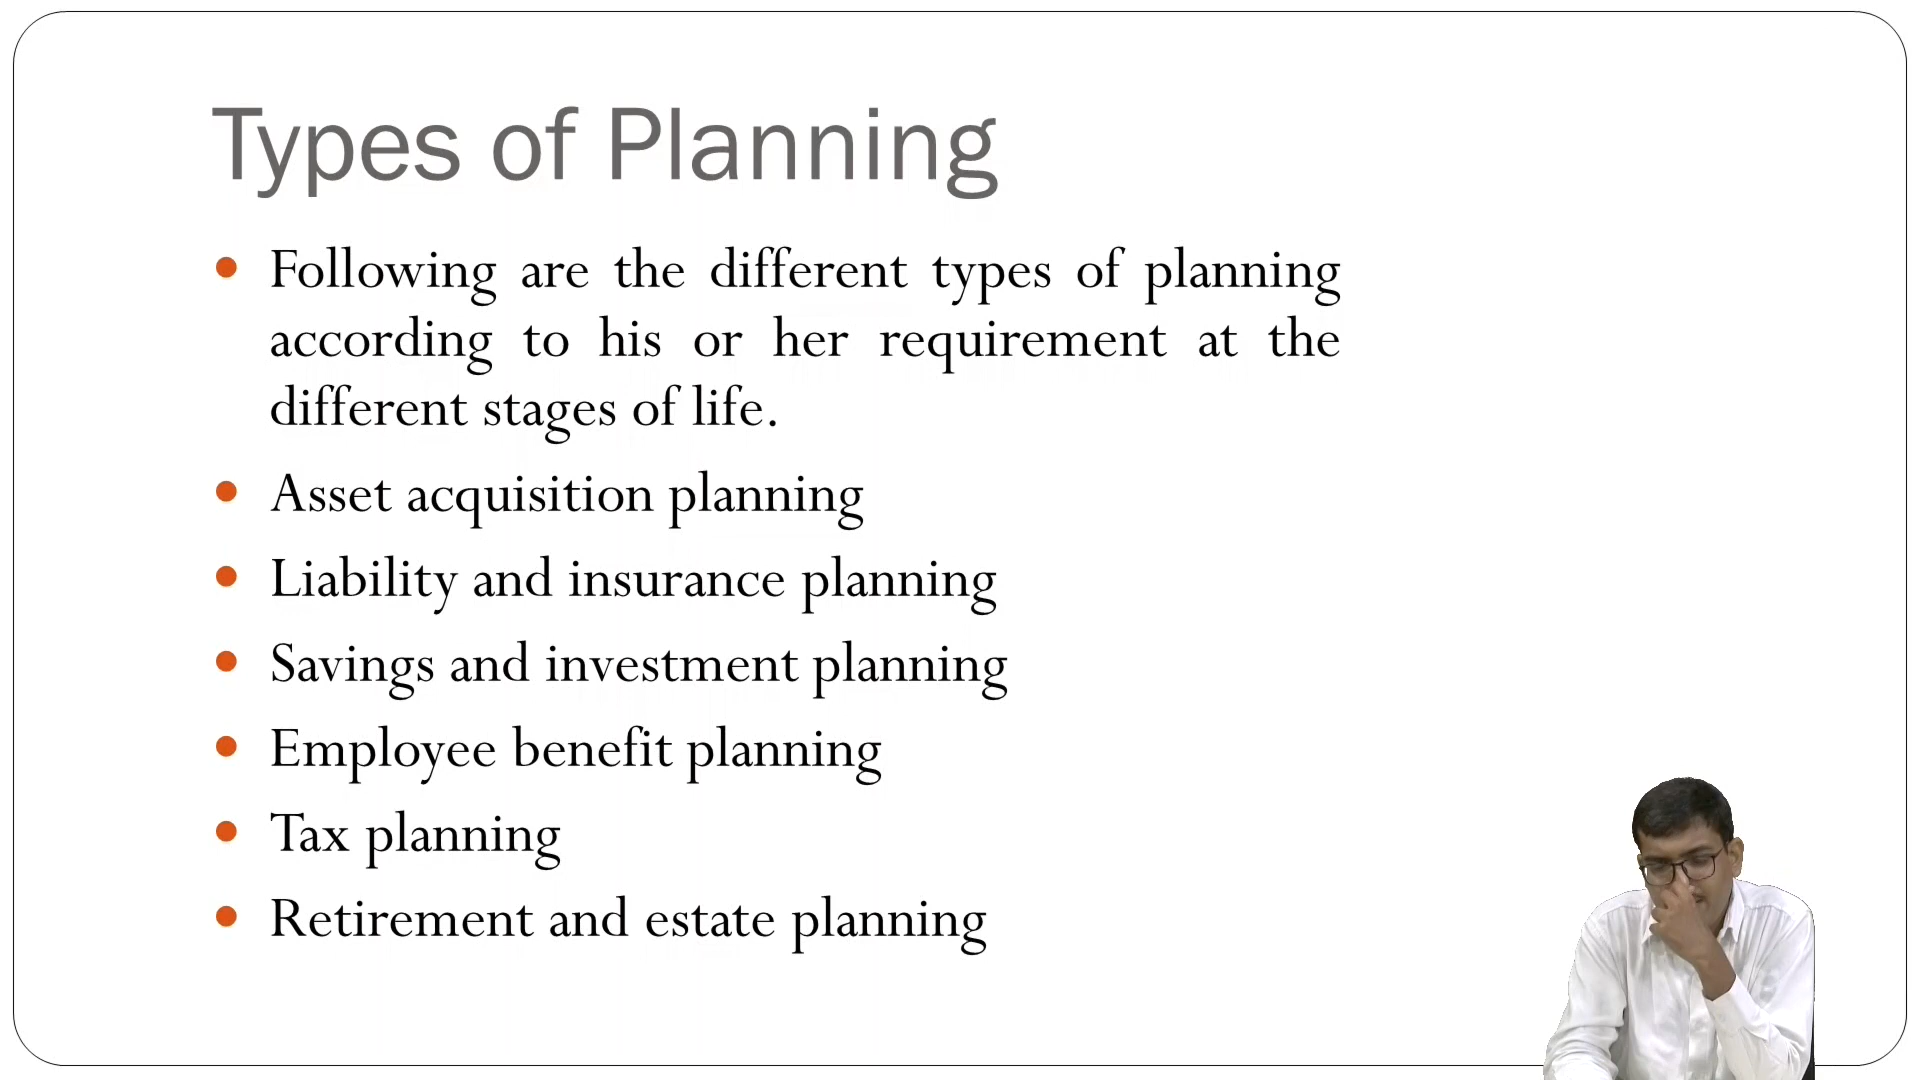 Types of Planning
Following are the different types of planning
according to his or her requirement at the
different stages of life.
Asset acquisition planning
Liability and insurance planning
Savings and investment planning
Employee benefit planning
Tax planning
Retirement and estate planning